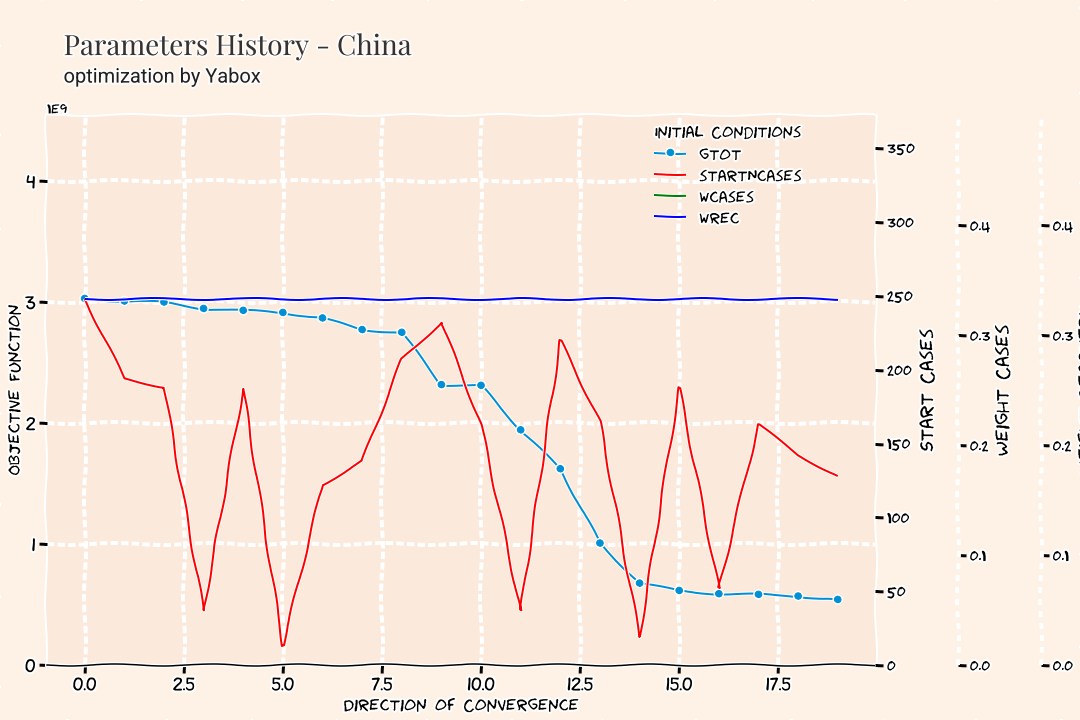 Parameters History - China
optimization by Yabox
1E9
INITIAL CONDITIONS
GTOT
STARTNCASES
WCASES
WREC
4
3
2
1
0
OBJECTIVE FUNCTION
0.0 2.5 5.0 7.5 10.0 12.5 15.0 17.5
DIRECTION OF CONVERGENCE
350
300
250
200
150
100
50
0
START CASES
0.4
0.3
0.2
0.1
0.0
WEIGHT CASES
0.4
0.3
0.2
0.1
0.0